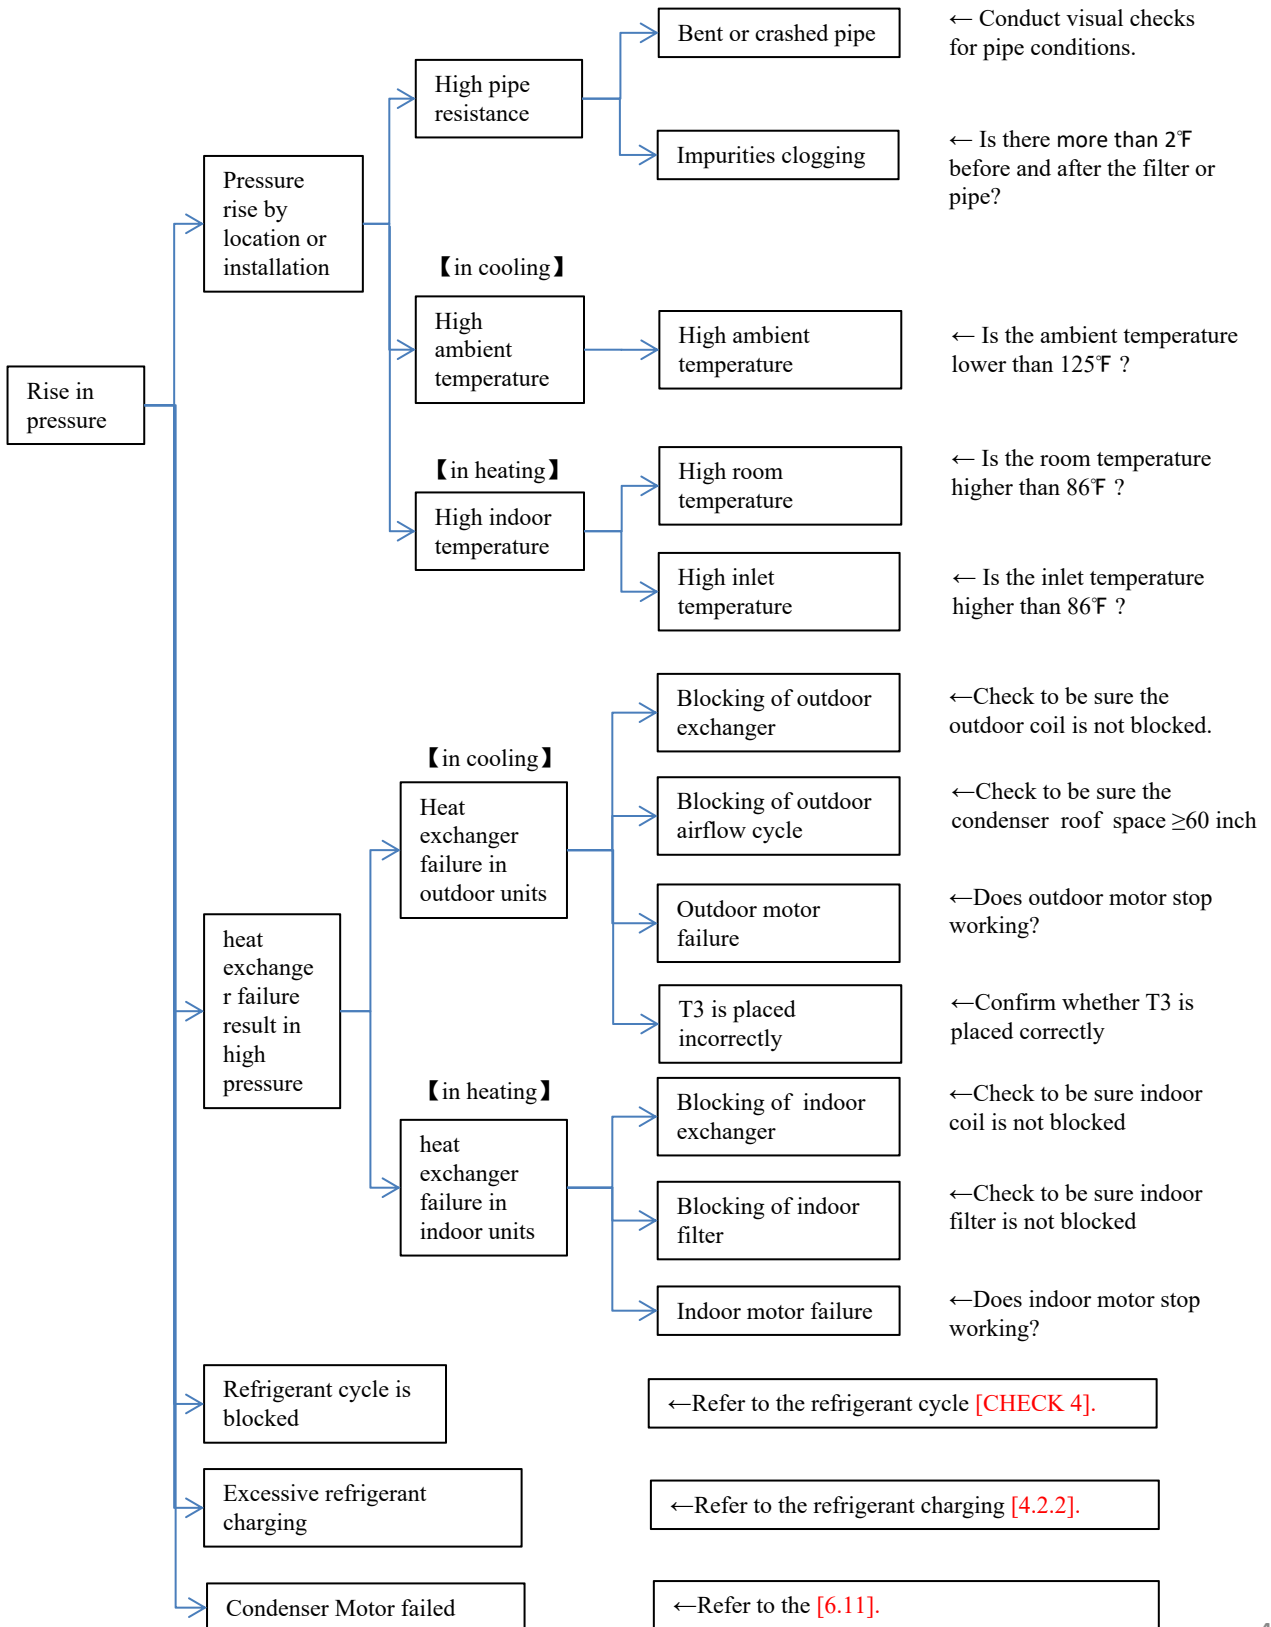 Bent or crashed pipe
← Conduct visual checks
for pipe conditions.
High pipe
resistance
Impurities clogging
← Is there more than 2℉
before and after the filter or
pipe?
Pressure
rise by
location or
installation
【in cooling】
High
ambient
temperature
High ambient
temperature
← Is the ambient temperature
lower than 125℉ ?
Rise in
pressure
【in heating】
High indoor
temperature
High room
temperature
← Is the room temperature
higher than 86℉ ?
High inlet
temperature
← Is the inlet temperature
higher than 86℉ ?
Blocking of outdoor
exchanger
←Check to be sure the
outdoor coil is not blocked.
【in cooling】
Heat
exchanger
failure in
outdoor units
Blocking of outdoor
airflow cycle
←Check to be sure the
condenser roof space ≥60 inch
Outdoor motor
failure
←Does outdoor motor stop
working?
heat
exchange
r failure
result in
high
pressure
T3 is placed
incorrectly
←Confirm whether T3 is
placed correctly
【in heating】
heat
exchanger
failure in
indoor units
Blocking of indoor
exchanger
←Check to be sure indoor
coil is not blocked
Blocking of indoor
filter
←Check to be sure indoor
filter is not blocked
Indoor motor failure
←Does indoor motor stop
working?
Refrigerant cycle is
blocked
←Refer to the refrigerant cycle [CHECK 4].
Excessive refrigerant
charging
←Refer to the refrigerant charging [4.2.2].
Condenser Motor failed
←Refer to the [6.11].